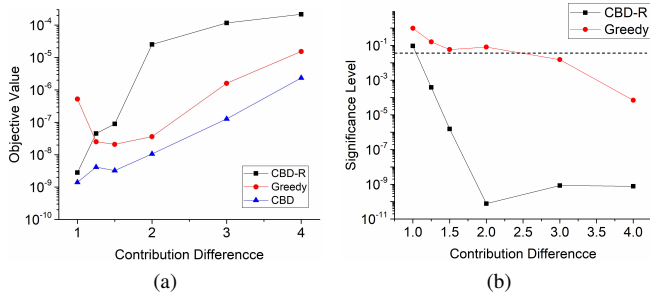 10⁻⁴
10⁻⁵
10⁻⁶
10⁻⁷
10⁻⁸
10⁻⁹
10⁻¹⁰
Objective Value
CBD-R
Greedy
CBD
1 2 3 4
Contribution Differencce
(a)
CBD-R
Greedy
10⁻¹
10⁻³
10⁻⁵
10⁻⁷
10⁻⁹
10⁻¹¹
Significance Level
1.0 1.5 2.0 2.5 3.0 3.5 4.0
Contribution Differencce
(b)